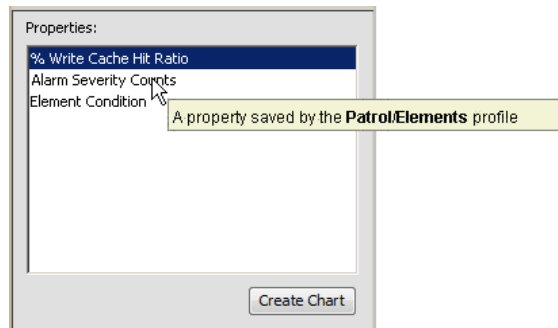 Properties:
% Write Cache Hit Ratio
Alarm Severity Counts
Element Condition
A property saved by the Patrol/Elements profile
Create Chart